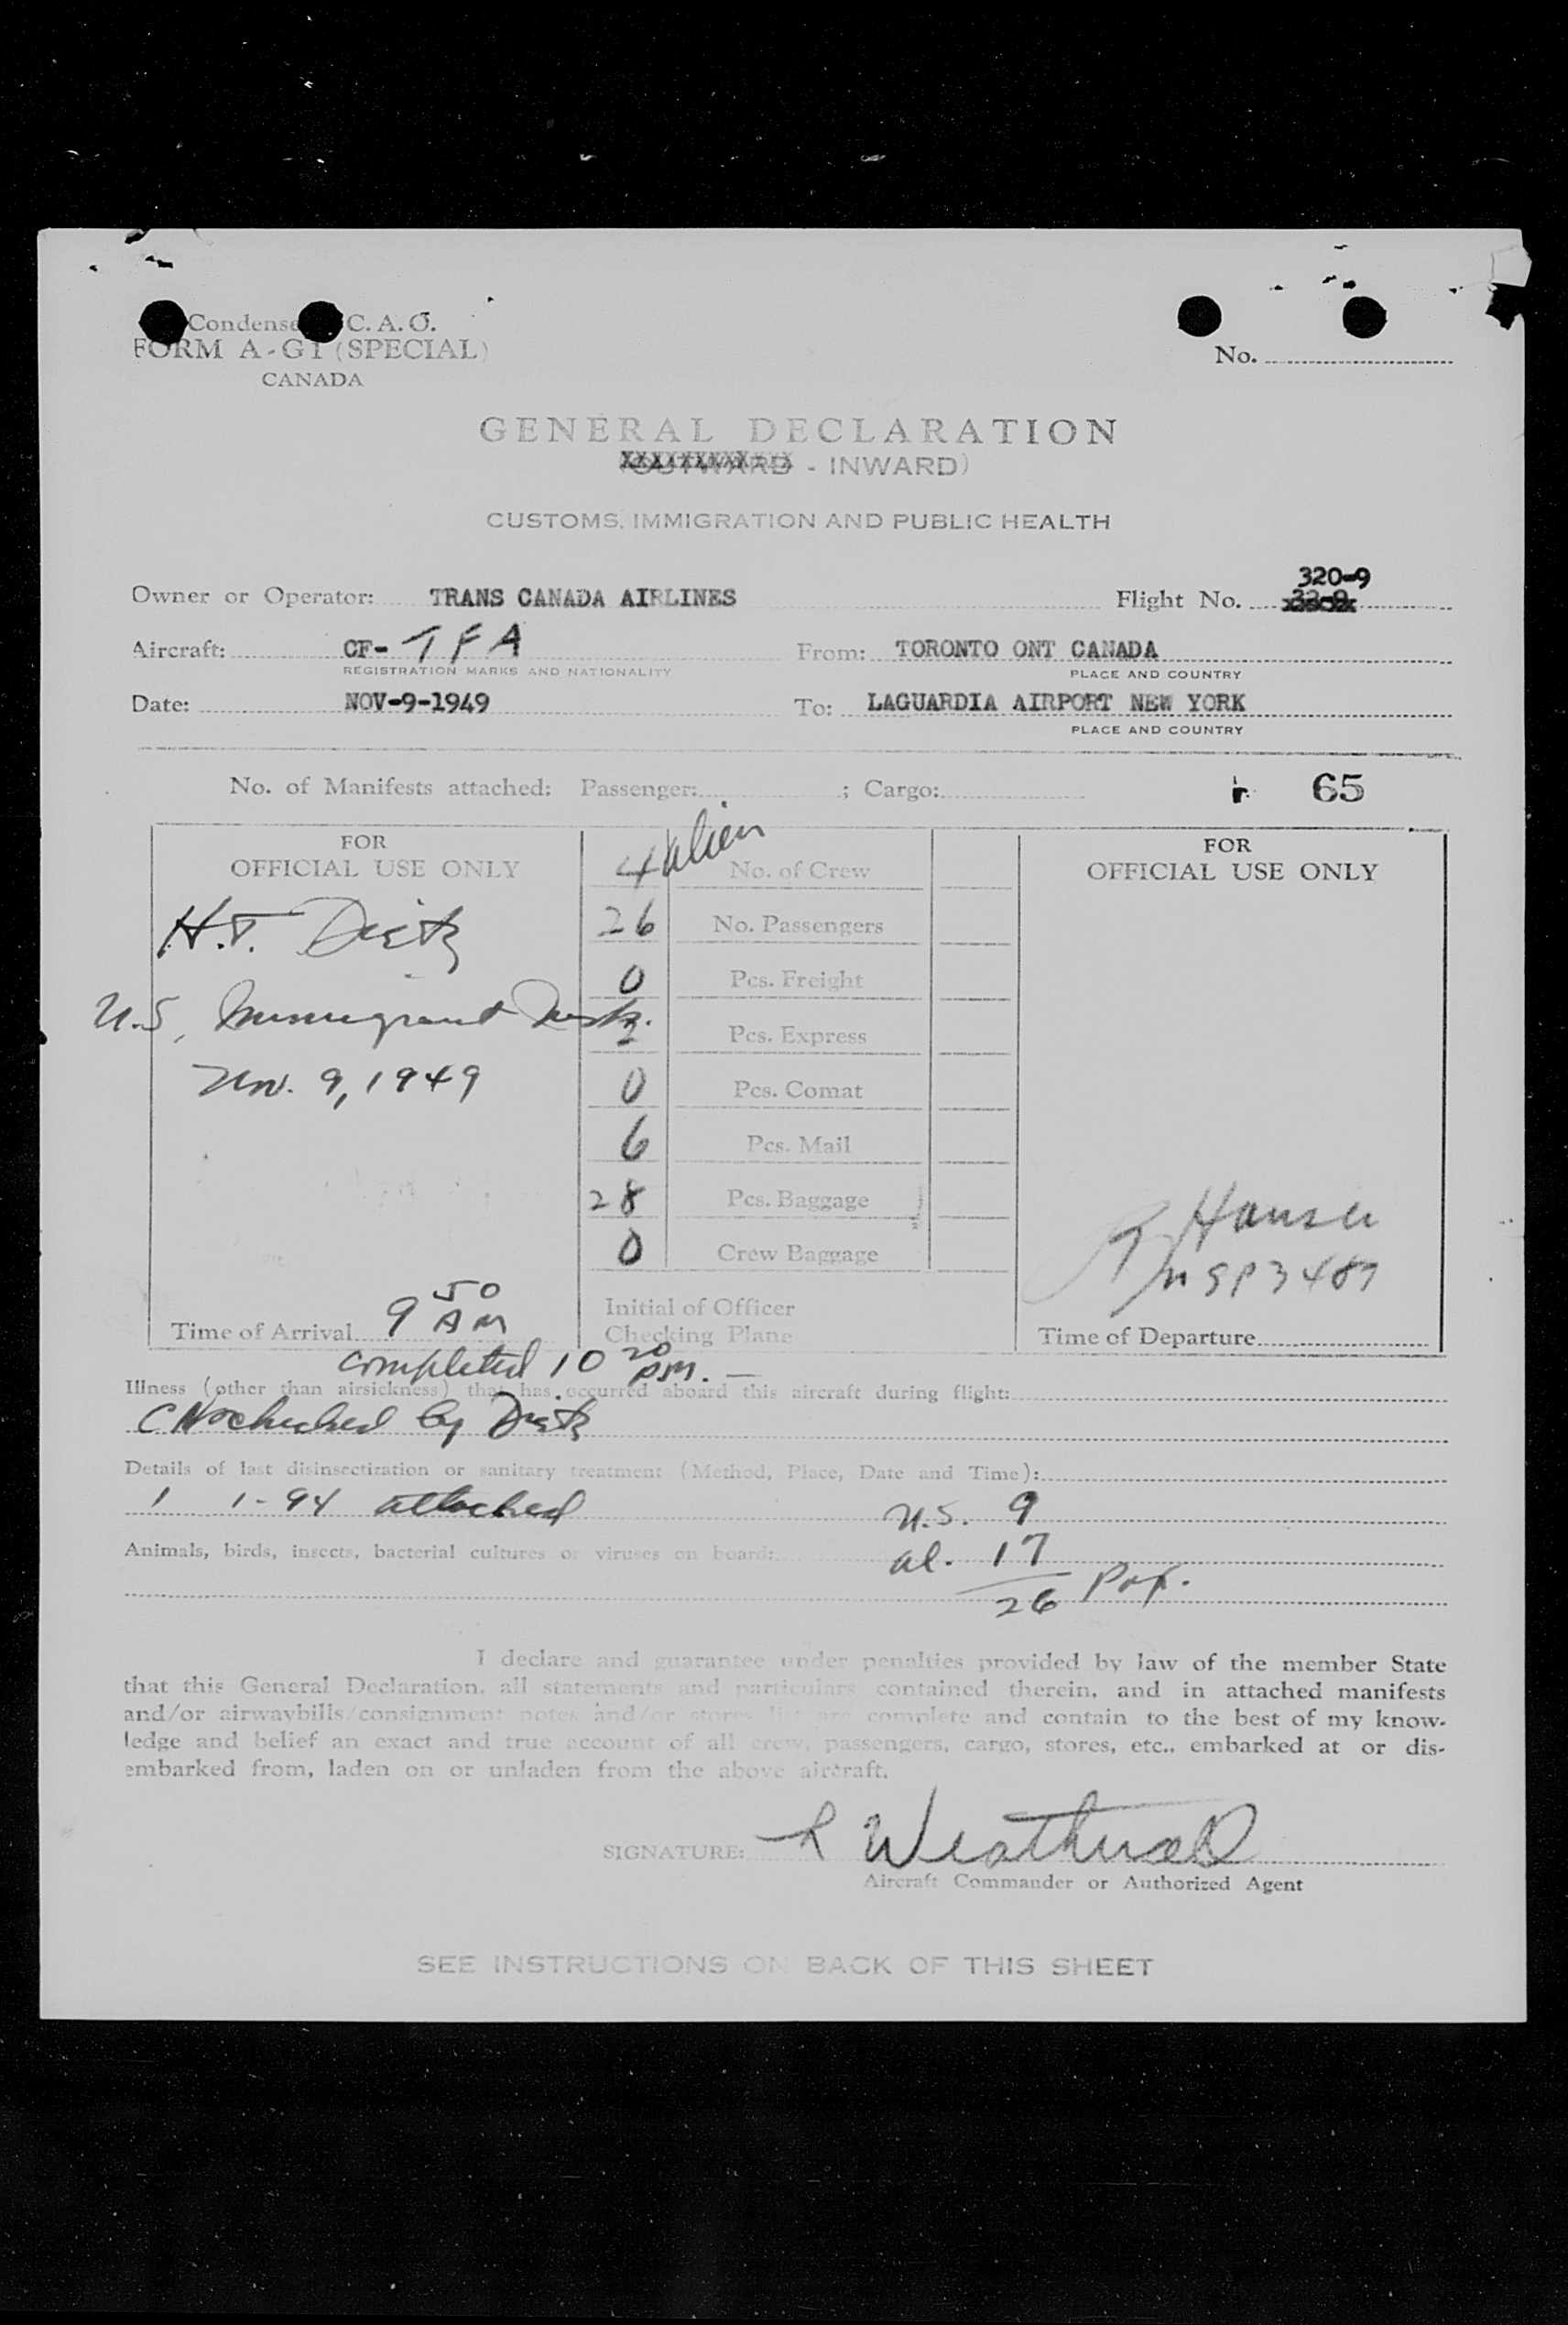 Condense C. A. O.
FORM A-G1 (SPECIAL)
CANADA
No.
GENERAL DECLARATION
(OUTWARD - INWARD)
CUSTOMS, IMMIGRATION AND PUBLIC HEALTH
320-9
Owner or Operator: TRANS CANADA AIRLINES Flight No.
Aircraft: CF- TFA From: TORONTO ONT CANADA
REGISTRATION MARKS AND NATIONALITY PLACE AND COUNTRY
Date: NOV-9-1949 To: LAGUARDIA AIRPORT NEW YORK
PLACE AND COUNTRY
No. of Manifests attached: Passenger: ; Cargo: 65
FOR
OFFICIAL USE ONLY
H.T. Dietz
U.S.
Nov. 9, 1949
Time of Arrival 9 50 AM
completed 10 20 PM. —
4 alien No. of Crew
26 No. Passengers
0 Pcs. Freight
2 Pcs. Express
0 Pcs. Comat
6 Pcs. Mail
28 Pcs. Baggage
0 Crew Baggage
Initial of Officer
Checking Plane
FOR
OFFICIAL USE ONLY
Hansen
3487
Time of Departure
Illness (other than airsickness) that has occurred aboard this aircraft during flight:
checked by Dietz
Details of last disinsectization or sanitary treatment (Method, Place, Date and Time):
1 1-94 attached U.S. 9
Animals, birds, insects, bacterial cultures or viruses on board: al. 17
26
I declare and guarantee under penalties provided by law of the member State
that this General Declaration, all statements and particulars contained therein, and in attached manifests
and/or airwaybills/consignment notes and/or stores list are complete and contain to the best of my know-
ledge and belief an exact and true account of all crew, passengers, cargo, stores, etc., embarked at or dis-
embarked from, laden on or unladen from the above aircraft.
SIGNATURE:
Aircraft Commander or Authorized Agent
SEE INSTRUCTIONS ON BACK OF THIS SHEET